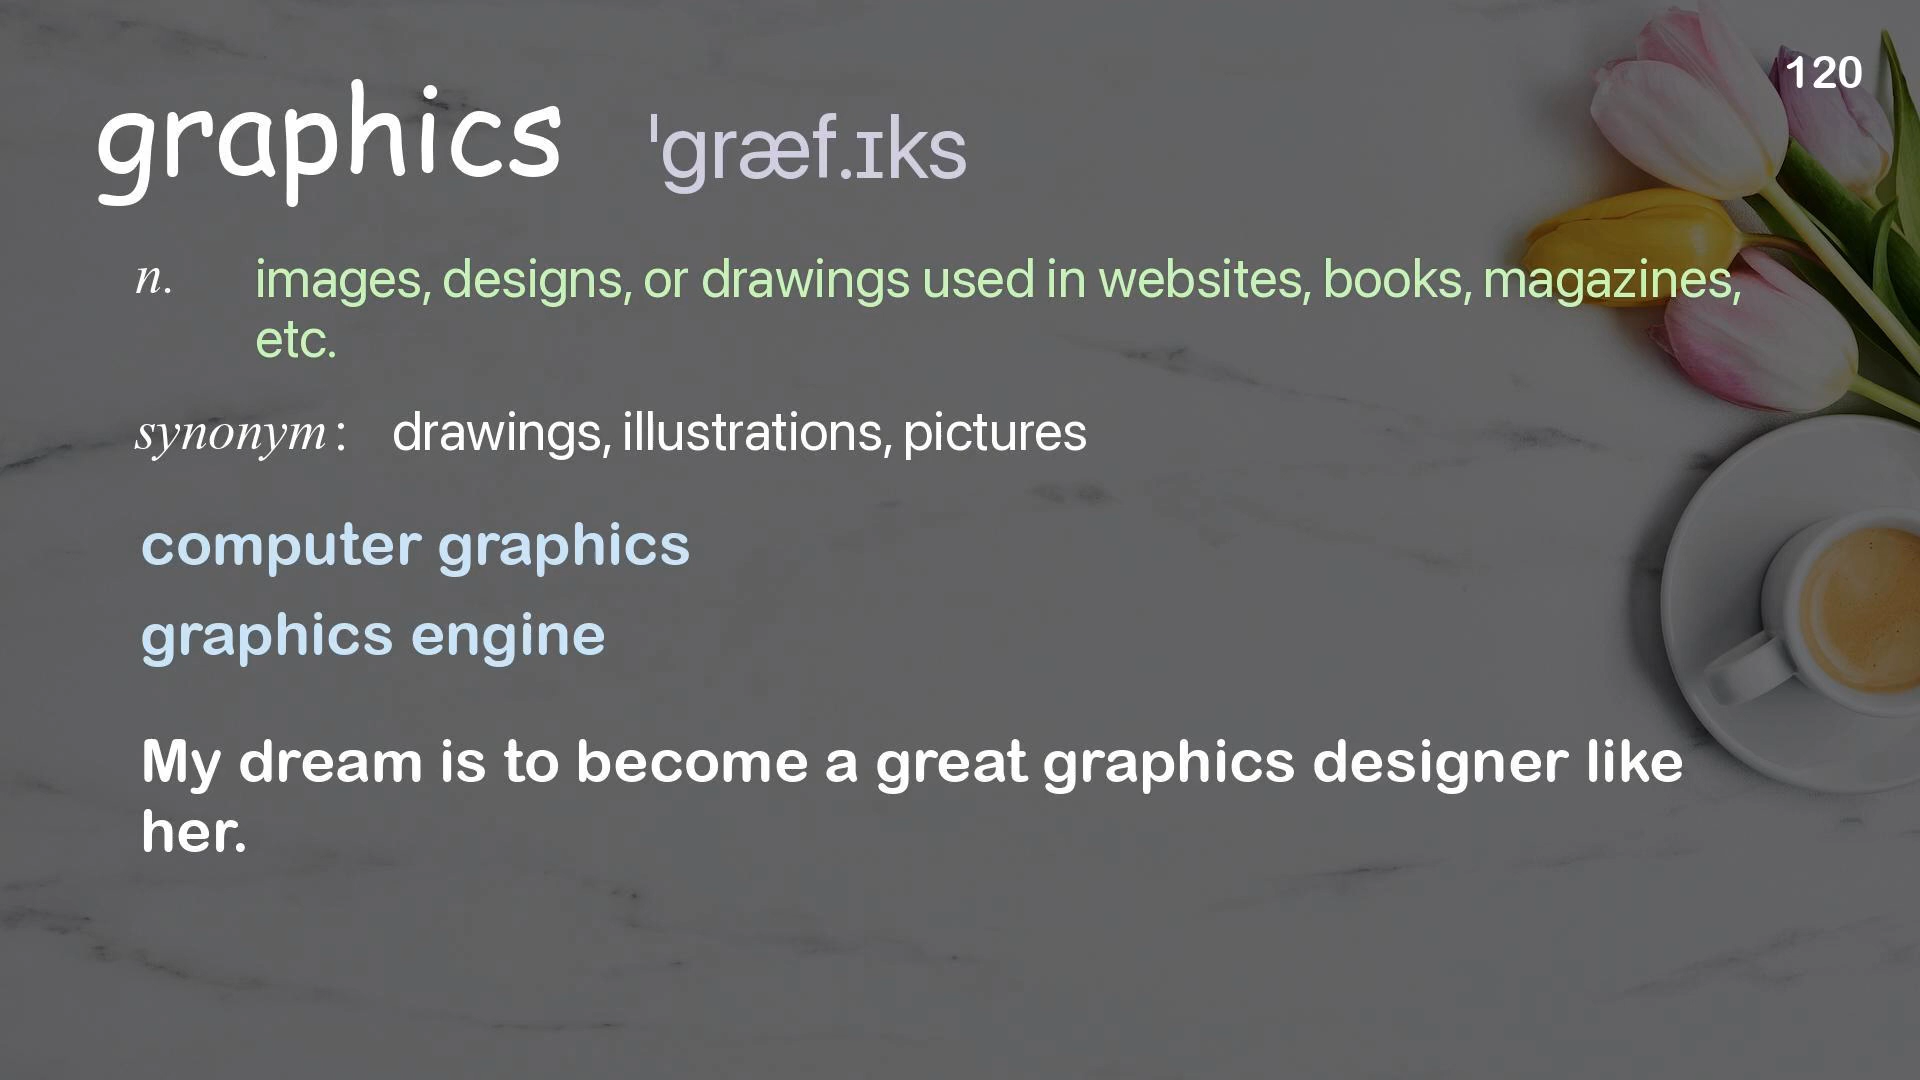 120
graphics ˈɡræf.ɪks
n. images, designs, or drawings used in websites, books, magazines,
etc.
synonym: drawings, illustrations, pictures
computer graphics
graphics engine
My dream is to become a great graphics designer like
her.